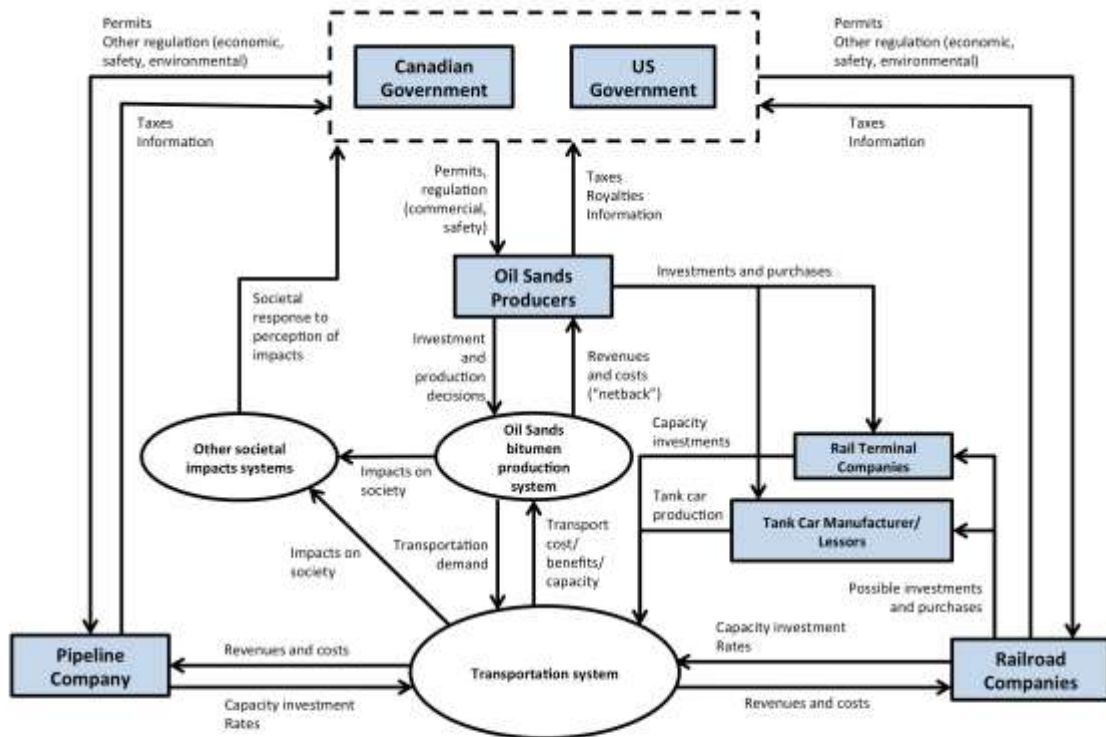 Permits
Other regulation (economic,
safety, environmental)
Canadian
Government
US
Government
Permits
Other regulation (economic,
safety, environmental)
Taxes
Information
Taxes
Information
Permits,
regulation
(commercial,
safety)
Taxes
Royalties
Information
Oil Sands
Producers
Investments and purchases
Societal
response to
perception of
impacts
Investment
and
production
decisions
Revenues
and costs
("netback")
Other societal
impacts systems
Impacts on
society
Oil Sands
bitumen
production
system
Capacity
investments
Rail Terminal
Companies
Tank car
production
Tank Car Manufacturer/
Lessors
Impacts on
society
Transportation
demand
Transport
cost/
benefits/
capacity
Possible investments
and purchases
Pipeline
Company
Revenues and costs
Capacity investment
Rates
Transportation system
Capacity investment
Rates
Revenues and costs
Railroad
Companies